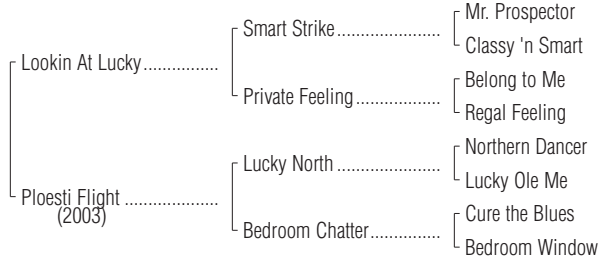 Mr. Prospector
Smart Strike..................
Classy 'n Smart
Lookin At Lucky...............
Belong to Me
Private Feeling..................
Regal Feeling
Northern Dancer
Lucky North ..................
Lucky Ole Me
Ploesti Flight ...................
(2003)
Cure the Blues
Bedroom Chatter...............
Bedroom Window